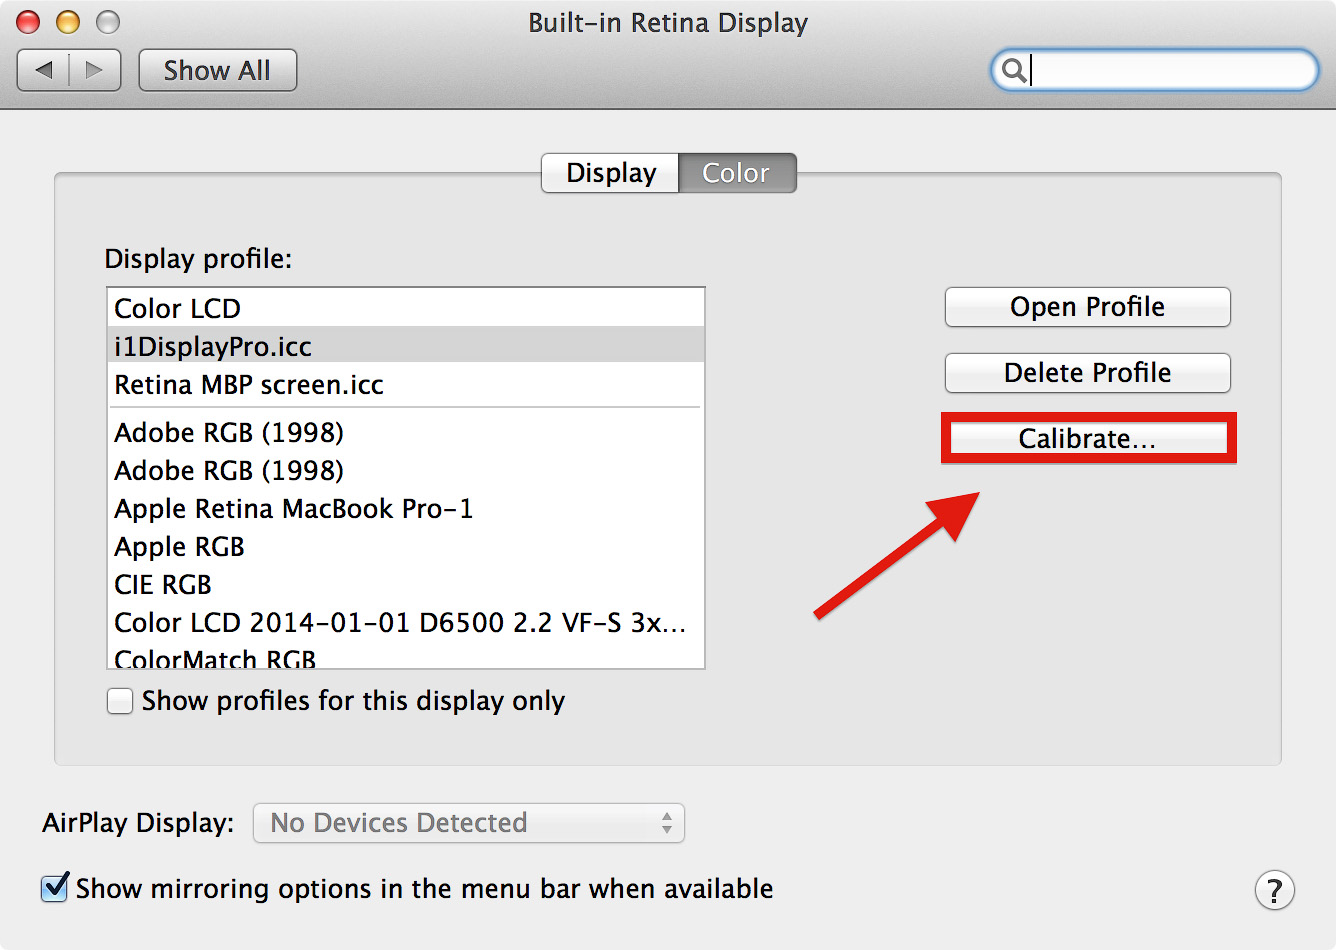 Built-in Retina Display
Show All
Display
Color
Display profile:
Color LCD
i1DisplayPro.icc
Retina MBP screen.icc
Adobe RGB (1998)
Adobe RGB (1998)
Apple Retina MacBook Pro-1
Apple RGB
CIE RGB
Color LCD 2014-01-01 D6500 2.2 VF-S 3x...
ColorMatch RGB
Open Profile
Delete Profile
Calibrate...
Show profiles for this display only
AirPlay Display:
No Devices Detected
Show mirroring options in the menu bar when available
?